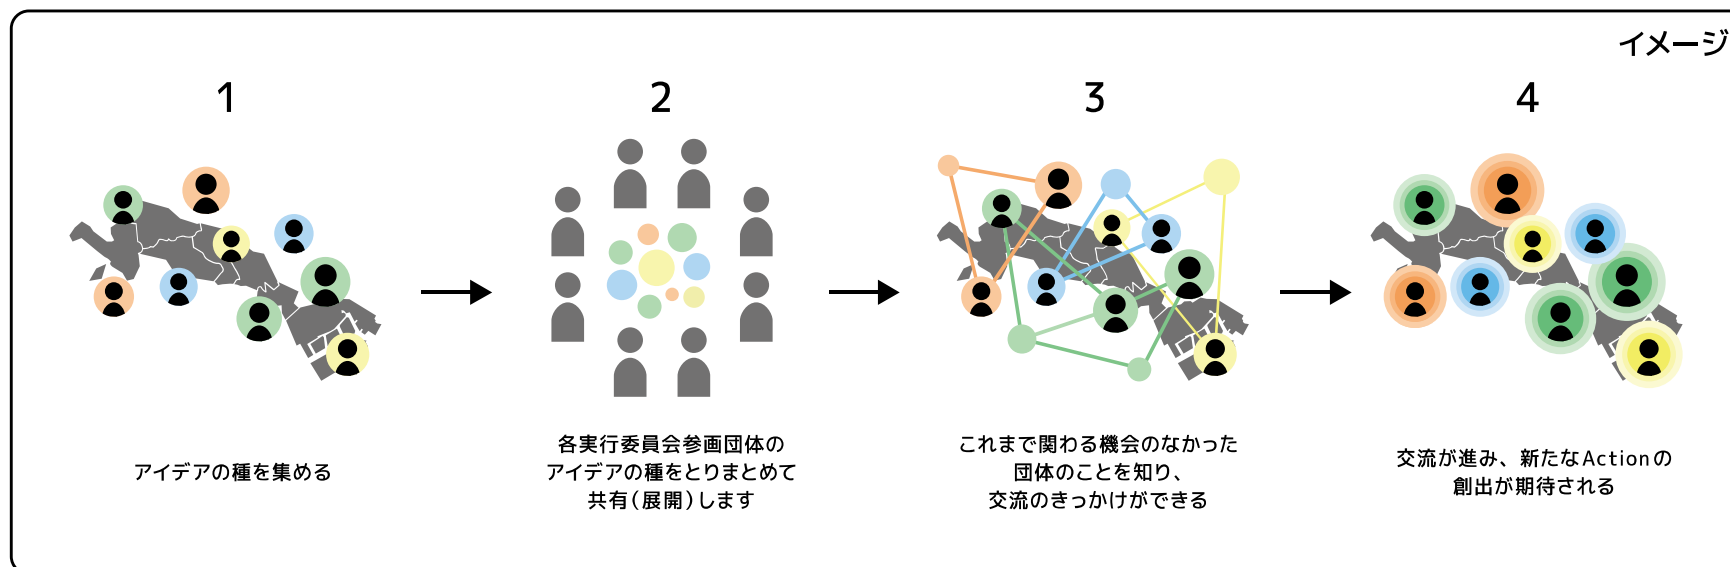 イメージ
1
2
3
4
アイデアの種を集める
各実行委員会参画団体の
アイデアの種をとりまとめて
共有(展開)します
これまで関わる機会のなかった
団体のことを知り、
交流のきっかけができる
交流が進み、新たなActionの
創出が期待される